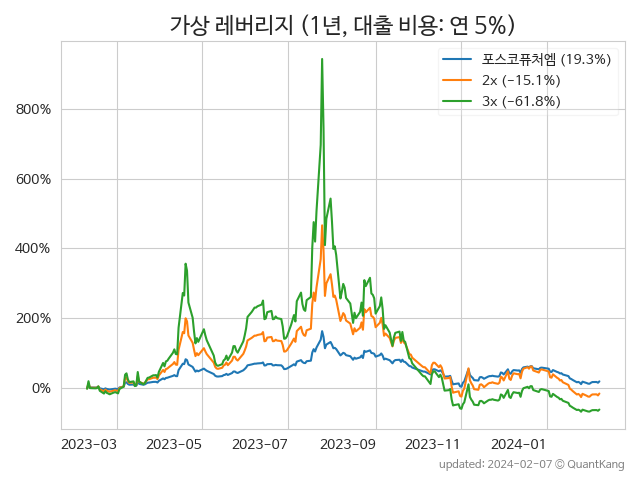 가상 레버리지 (1년, 대출 비용: 연 5%)
포스코퓨처엠 (19.3%)
2x (-15.1%)
3x (-61.8%)
800%
600%
400%
200%
0%
2023-03 2023-05 2023-07 2023-09 2023-11 2024-01
updated: 2024-02-07 © QuantKang